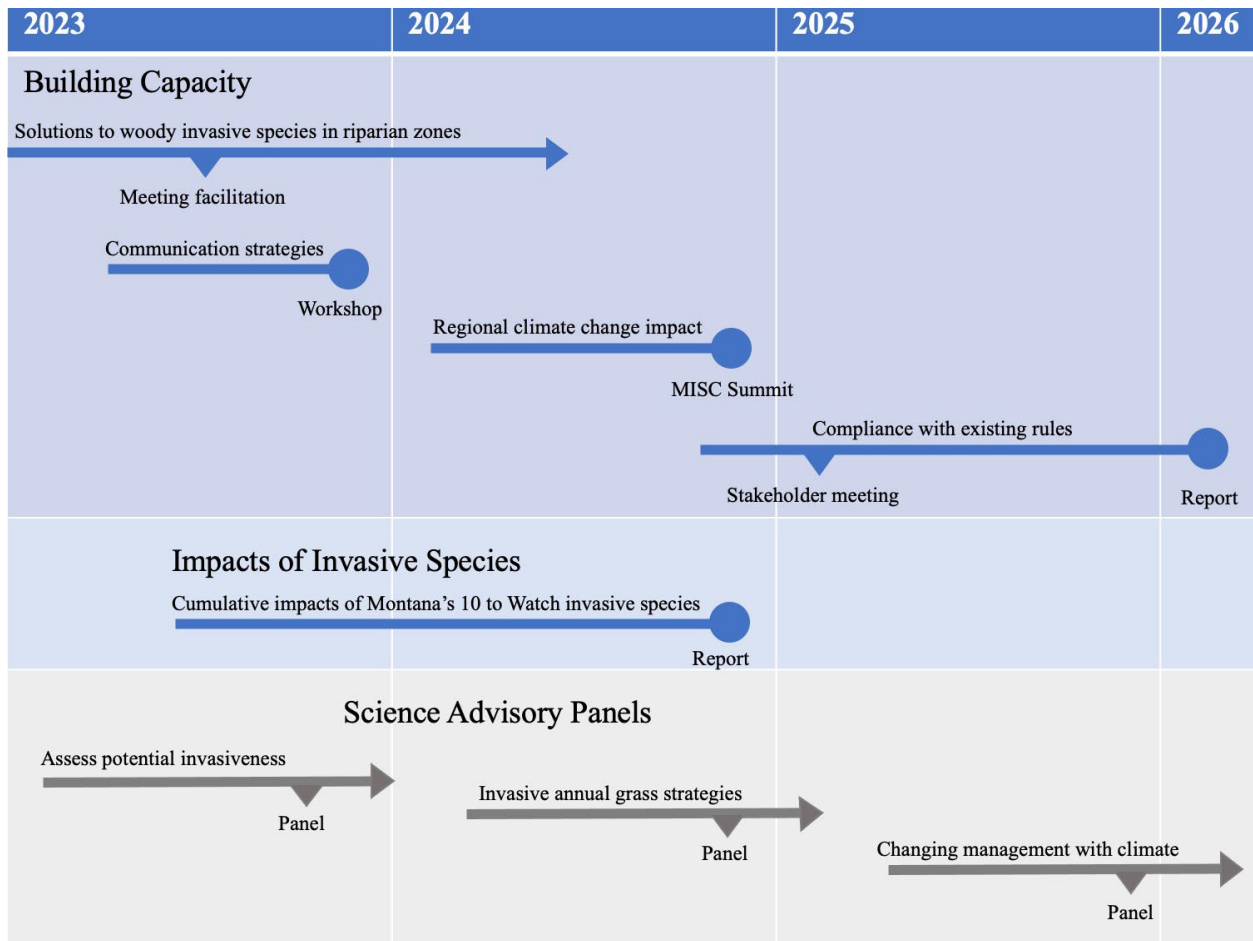 2023 2024 2025 2026
Building Capacity
Solutions to woody invasive species in riparian zones
Meeting facilitation
Communication strategies
Workshop
Regional climate change impact
MISC Summit
Compliance with existing rules
Stakeholder meeting
Report
Impacts of Invasive Species
Cumulative impacts of Montana’s 10 to Watch invasive species
Report
Science Advisory Panels
Assess potential invasiveness
Panel
Invasive annual grass strategies
Panel
Changing management with climate
Panel